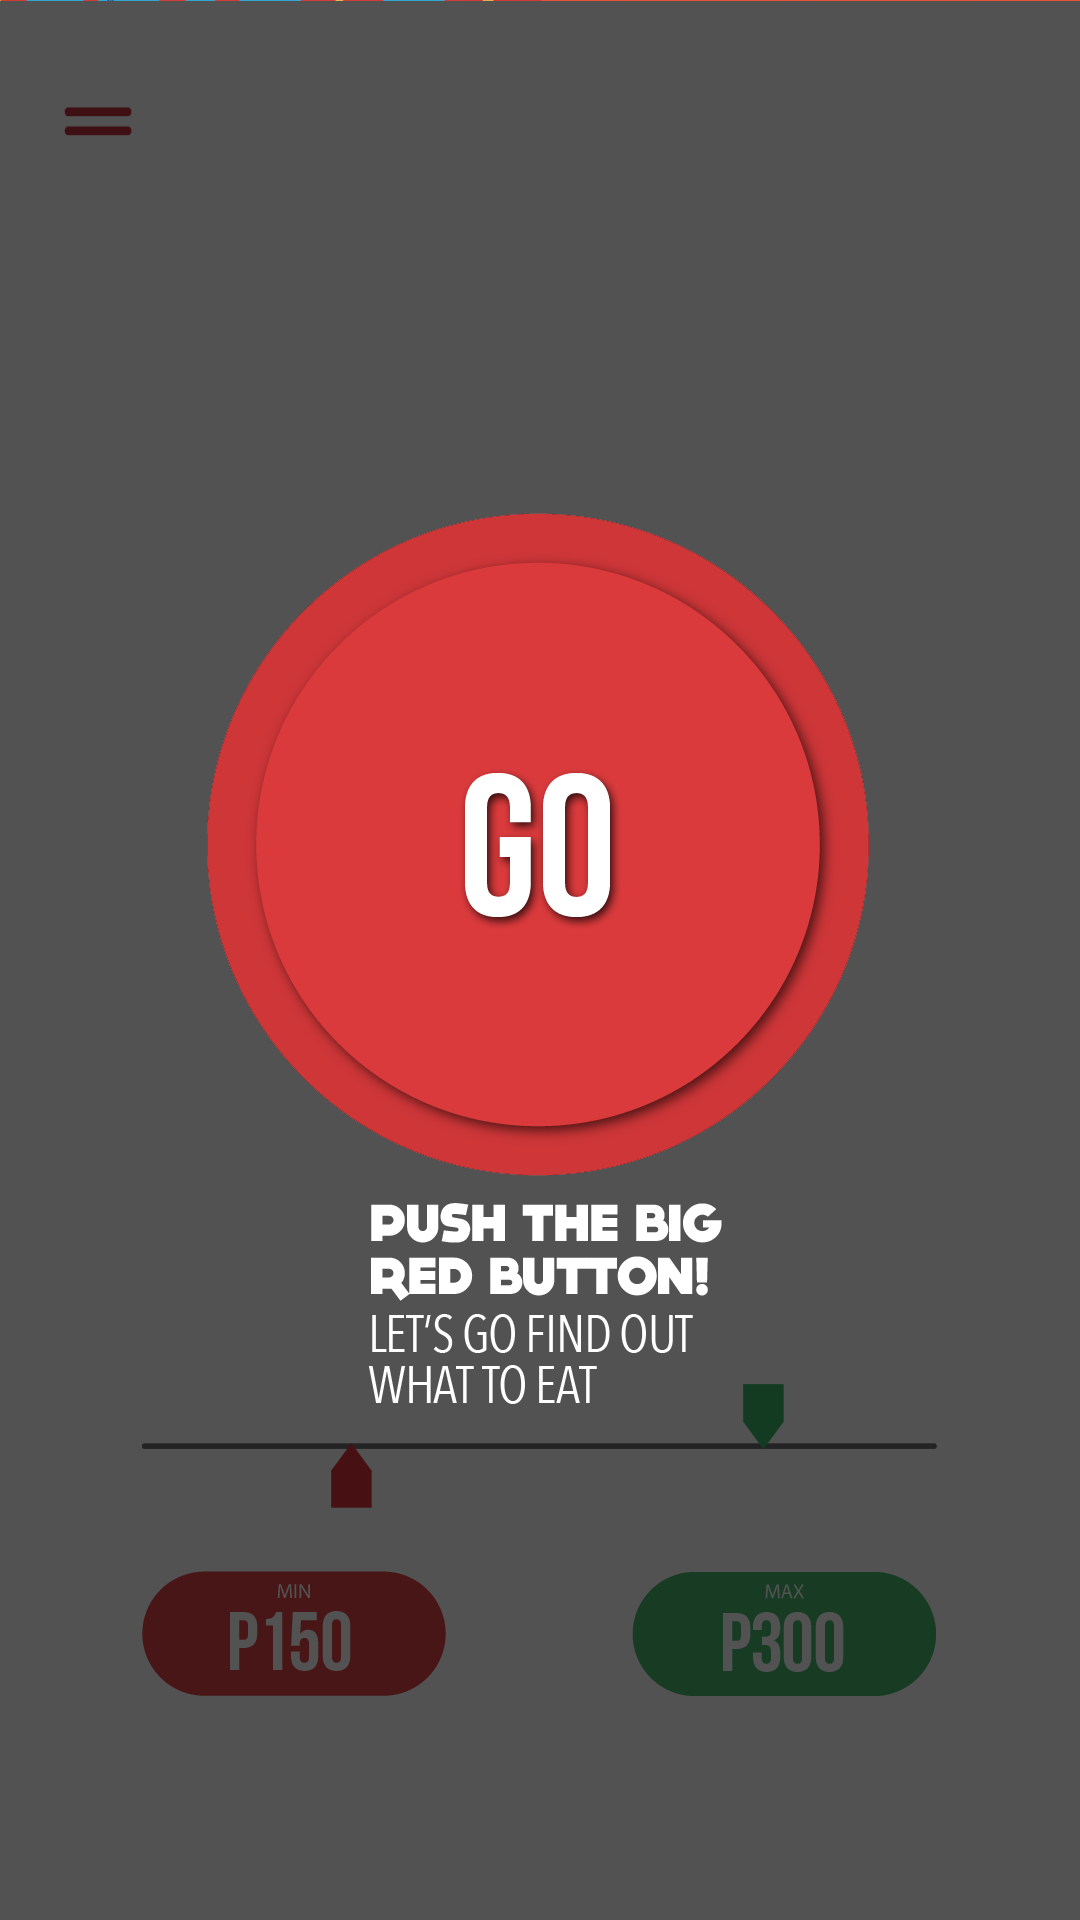 GO
PUSH THE BIG
RED BUTTON!
LET'S GO FIND OUT
WHAT TO EAT
MIN
P150
MAX
P300